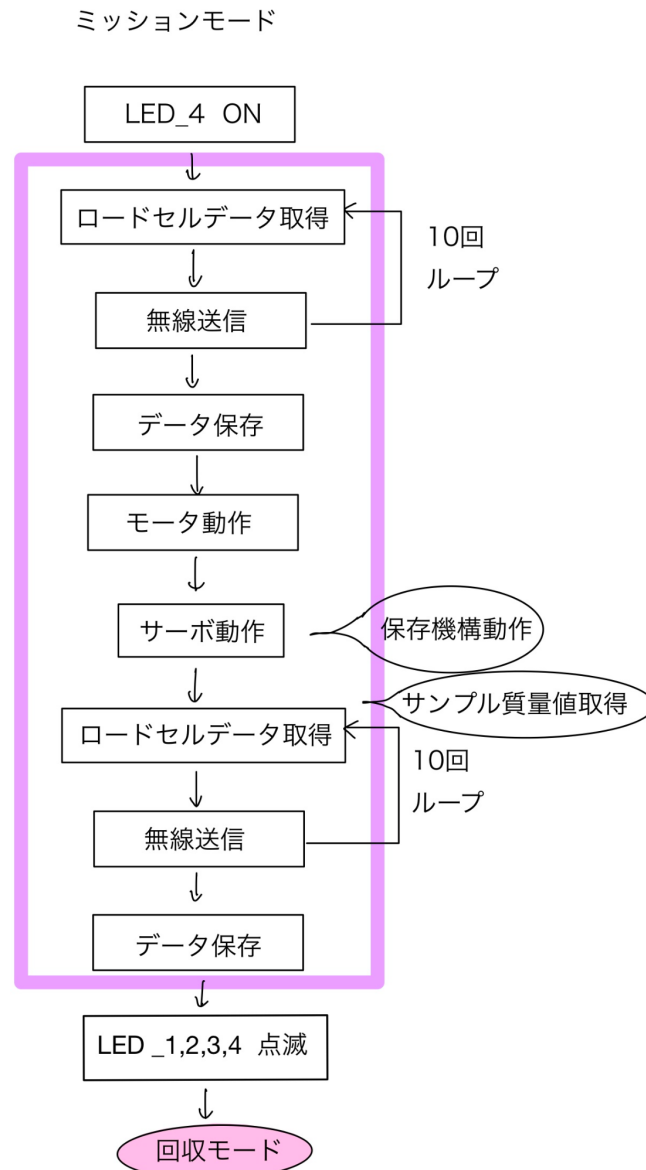 ミッションモード
LED_4 ON
ロードセルデータ取得
10回
ループ
無線送信
データ保存
モータ動作
サーボ動作
保存機構動作
サンプル質量値取得
ロードセルデータ取得
10回
ループ
無線送信
データ保存
LED _1,2,3,4 点滅
回収モード